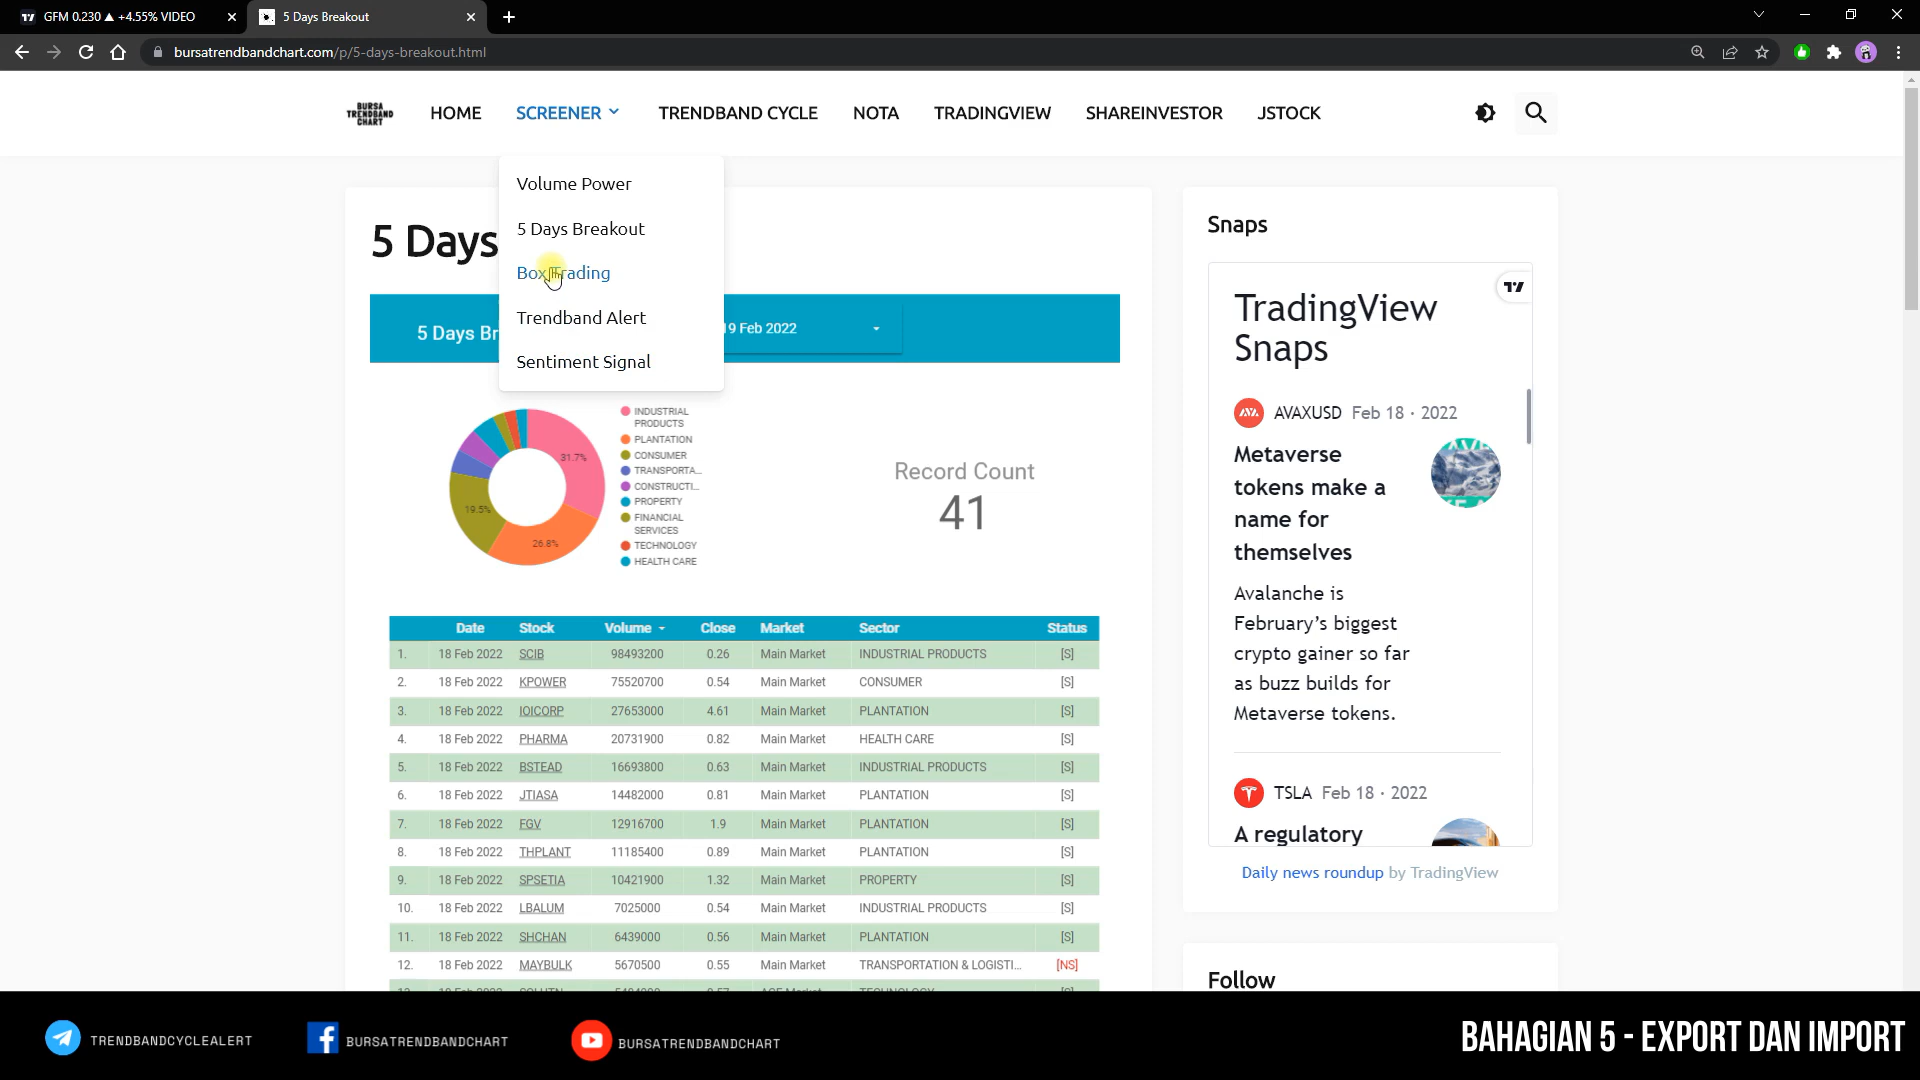 GFM 0.230 ▲ +4.55% VIDEO
5 Days Breakout
bursatrendbandchart.com/p/5-days-breakout.html
BURSA
TRENDBAND
CHART
HOME
SCREENER
TRENDBAND CYCLE
NOTA
TRADINGVIEW
SHAREINVESTOR
JSTOCK
Volume Power
5 Days Breakout
Box Trading
Trendband Alert
Sentiment Signal
5 Days
5 Days Br
19 Feb 2022
31.7%
26.8%
19.5%
INDUSTRIAL
PRODUCTS
PLANTATION
CONSUMER
TRANSPORTA...
CONSTRUCTI...
PROPERTY
FINANCIAL
SERVICES
TECHNOLOGY
HEALTH CARE
Record Count
41
Date Stock Volume Close Market Sector Status
1. 18 Feb 2022 SCIB 98493200 0.26 Main Market INDUSTRIAL PRODUCTS [S]
2. 18 Feb 2022 KPOWER 75520700 0.54 Main Market CONSUMER [S]
3. 18 Feb 2022 IOICORP 27653000 4.61 Main Market PLANTATION [S]
4. 18 Feb 2022 PHARMA 20731900 0.82 Main Market HEALTH CARE [S]
5. 18 Feb 2022 BSTEAD 16693800 0.63 Main Market INDUSTRIAL PRODUCTS [S]
6. 18 Feb 2022 JTIASA 14482000 0.81 Main Market PLANTATION [S]
7. 18 Feb 2022 FGV 12916700 1.9 Main Market PLANTATION [S]
8. 18 Feb 2022 THPLANT 11185400 0.89 Main Market PLANTATION [S]
9. 18 Feb 2022 SPSETIA 10421900 1.32 Main Market PROPERTY [S]
10. 18 Feb 2022 LBALUM 7025000 0.54 Main Market INDUSTRIAL PRODUCTS [S]
11. 18 Feb 2022 SHCHAN 6439000 0.56 Main Market PLANTATION [S]
12. 18 Feb 2022 MAYBULK 5670500 0.55 Main Market TRANSPORTATION & LOGISTI... [NS]
Snaps
TradingView
Snaps
AVAXUSD Feb 18 · 2022
Metaverse
tokens make a
name for
themselves
Avalanche is
February's biggest
crypto gainer so far
as buzz builds for
Metaverse tokens.
TSLA Feb 18 · 2022
A regulatory
Daily news roundup by TradingView
Follow
TRENDBANDCYCLEALERT
BURSATRENDBANDCHART
BURSATRENDBANDCHART
BAHAGIAN 5 - EXPORT DAN IMPORT